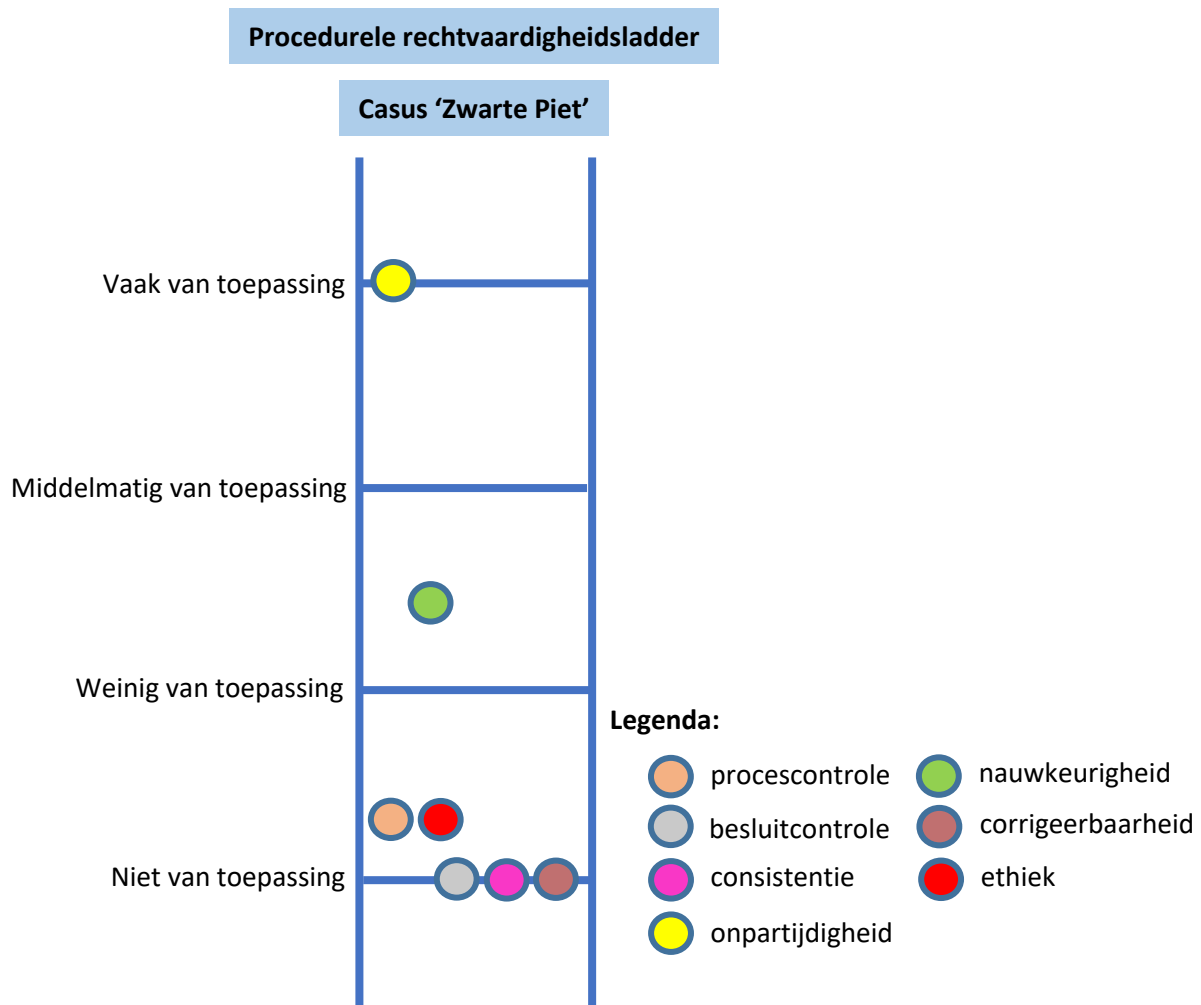 Procedurele rechtvaardigheidsladder
Casus ‘Zwarte Piet’
Vaak van toepassing
Middelmatig van toepassing
Weinig van toepassing
Niet van toepassing
Legenda:
procescontrole
besluitcontrole
consistentie
onpartijdigheid
nauwkeurigheid
corrigeerbaarheid
ethiek